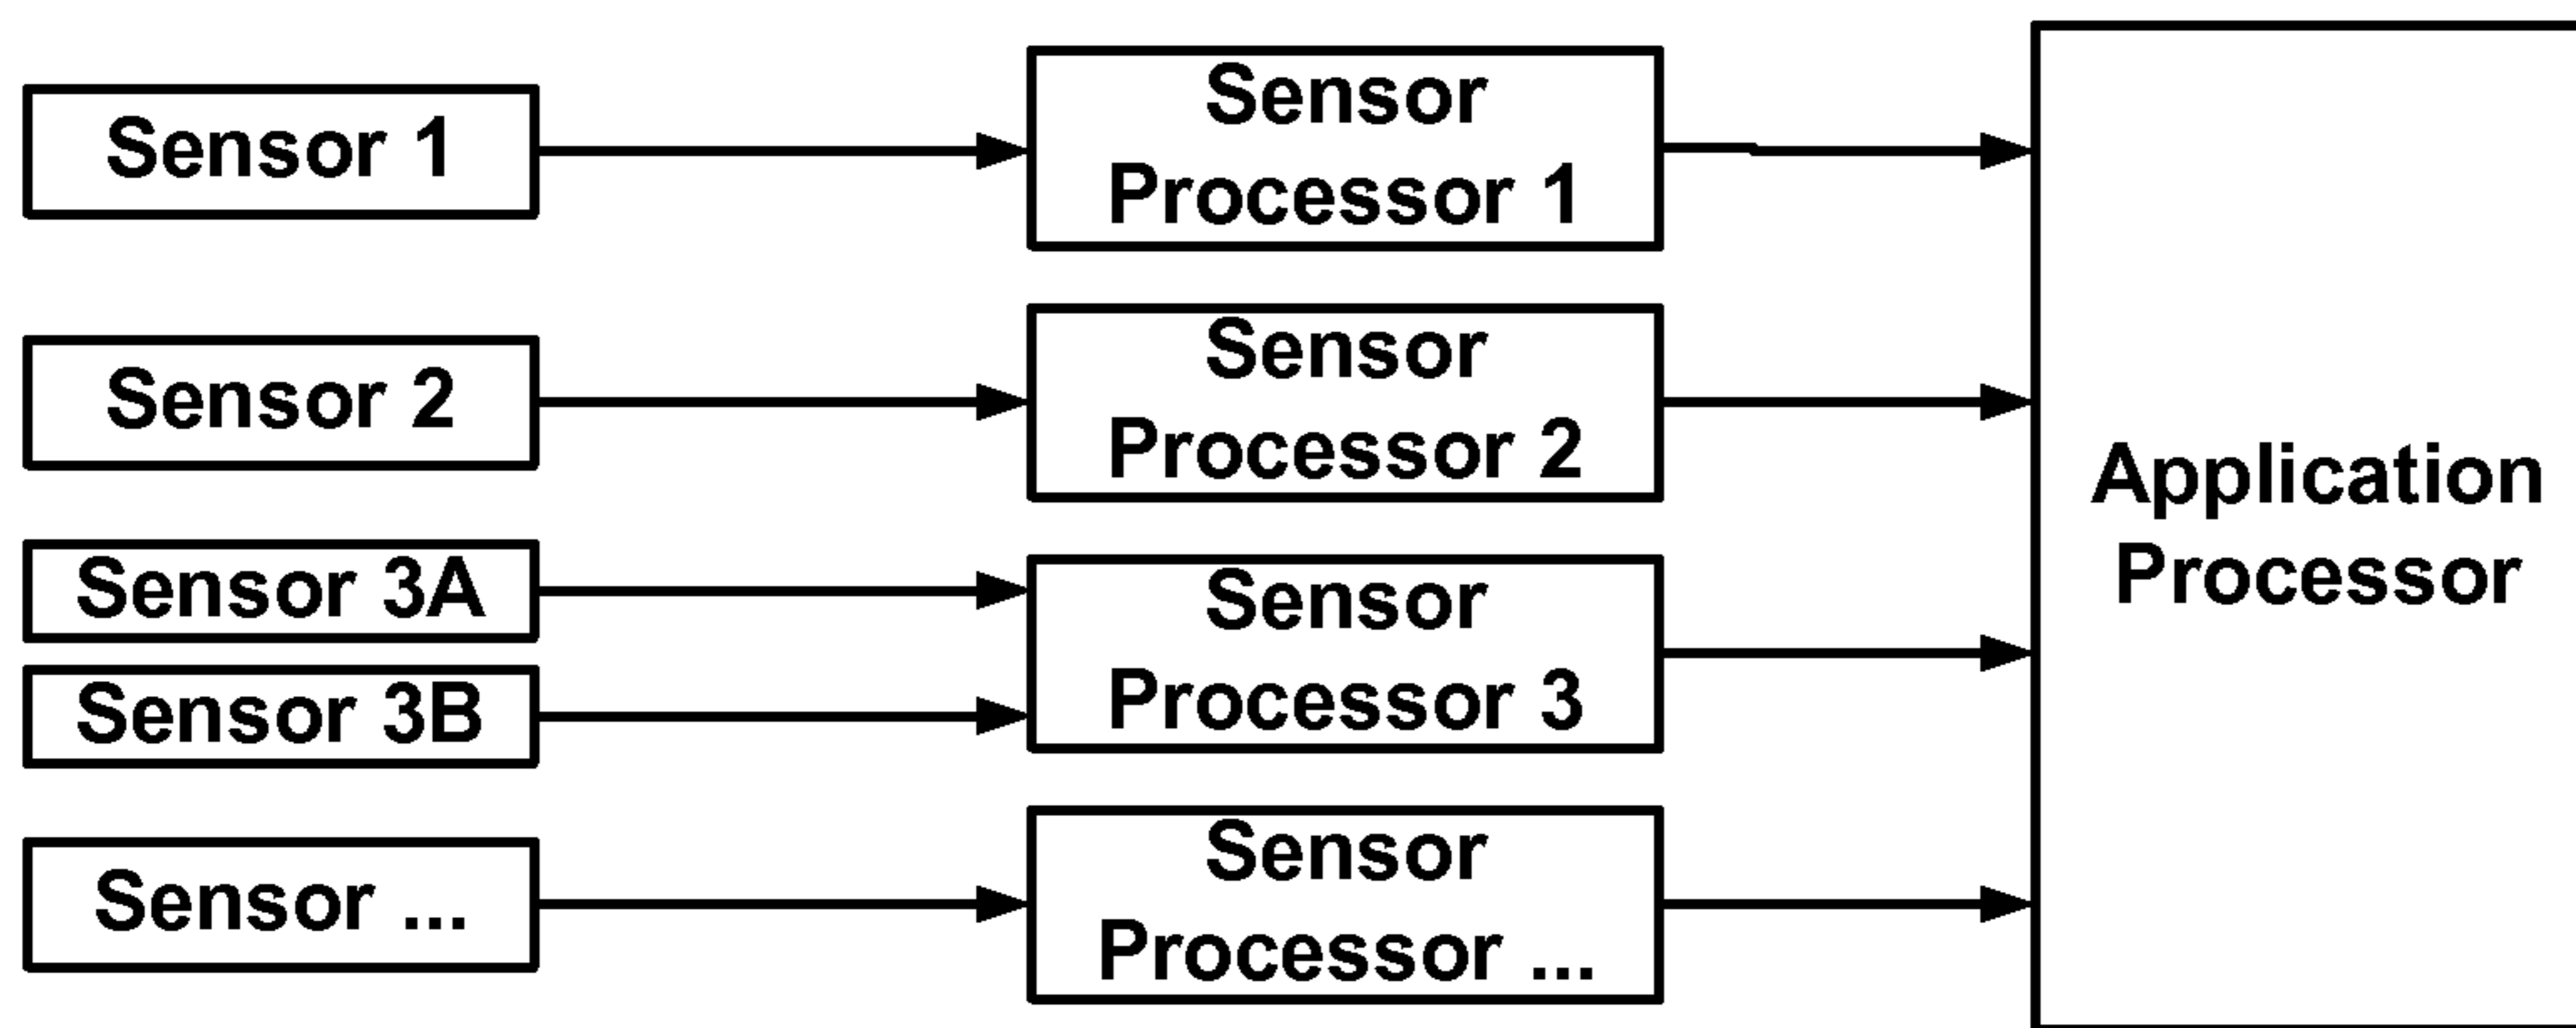 Sensor 1
Sensor
Processor 1
Sensor 2
Sensor
Processor 2
Sensor 3A
Sensor 3B
Sensor
Processor 3
Sensor ...
Sensor
Processor ...
Application
Processor